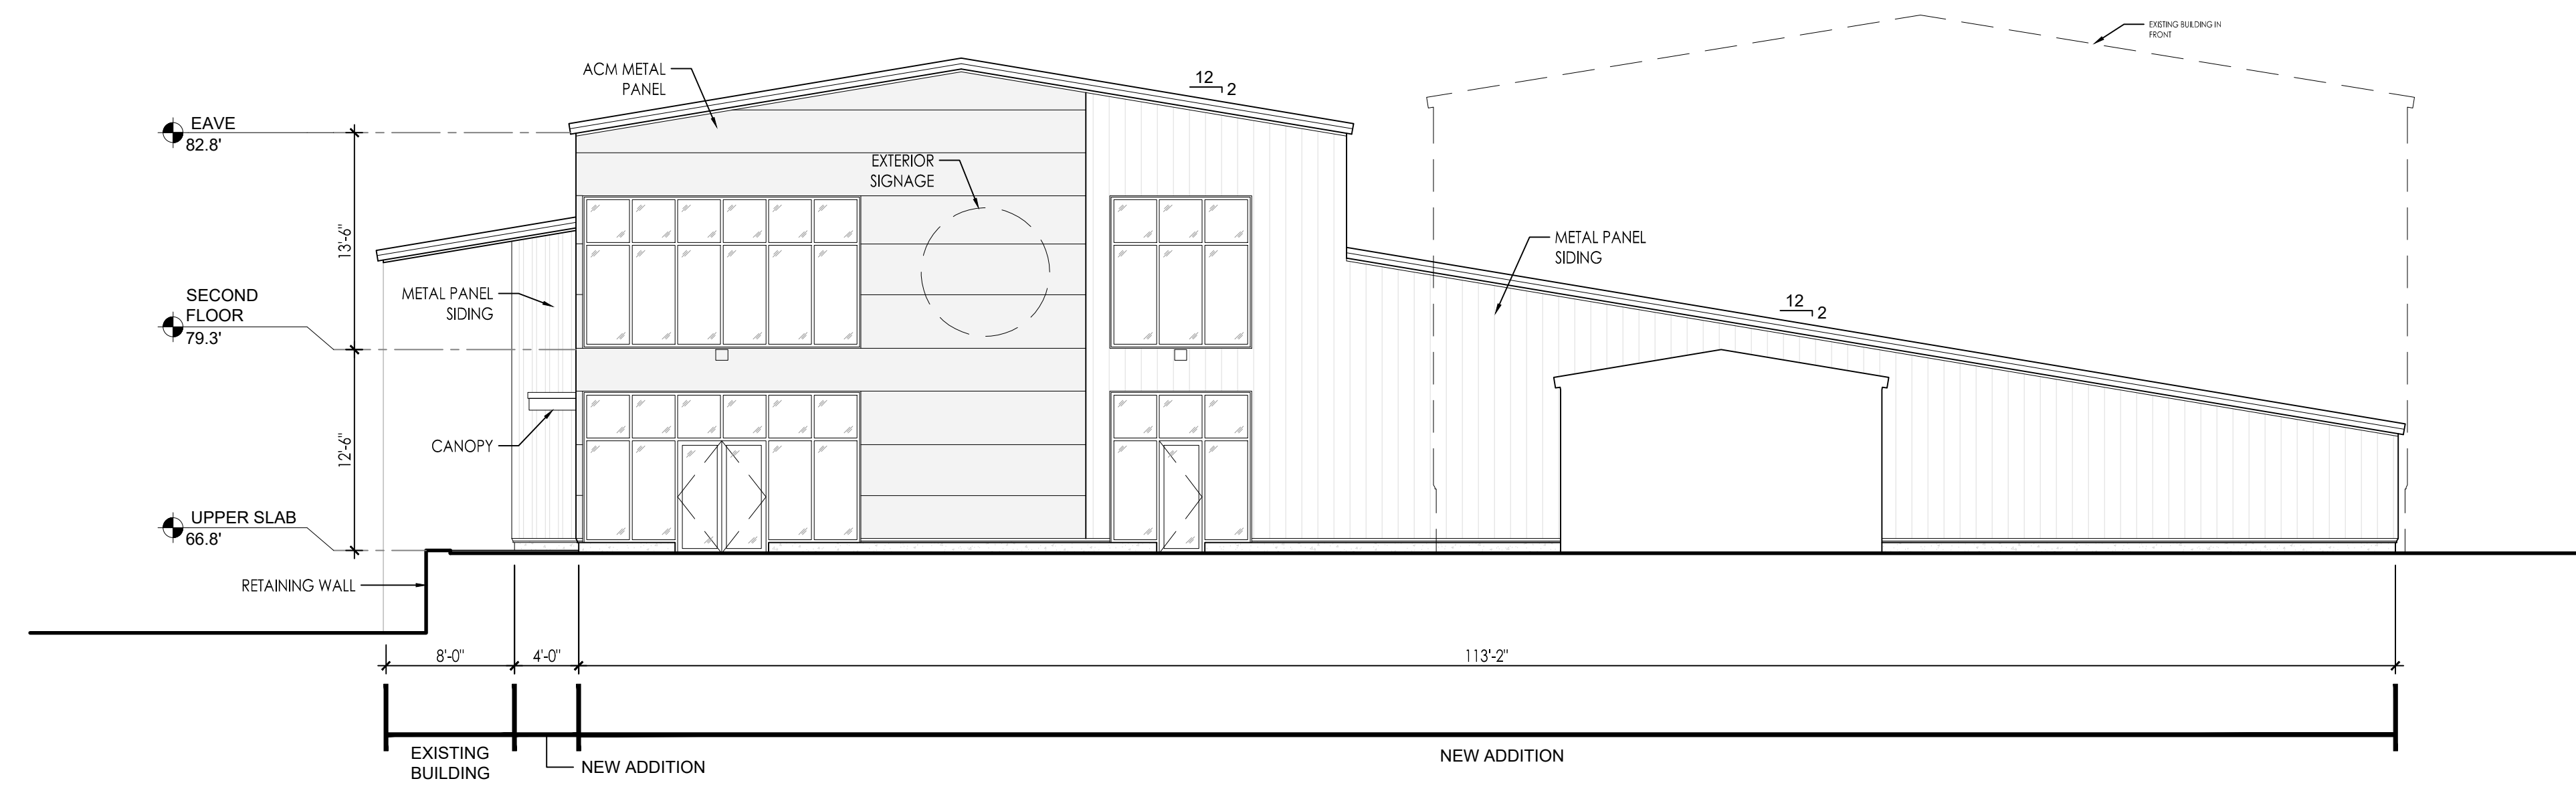 EXISTING BUILDING IN
FRONT
ACM METAL
PANEL
12
2
EAVE
82.8'
EXTERIOR
SIGNAGE
13'-6"
METAL PANEL
SIDING
METAL PANEL
SIDING
SECOND
FLOOR
79.3'
12
2
CANOPY
12'-6"
UPPER SLAB
66.8'
RETAINING WALL
8'-0"
4'-0"
113'-2"
EXISTING
BUILDING
NEW ADDITION
NEW ADDITION